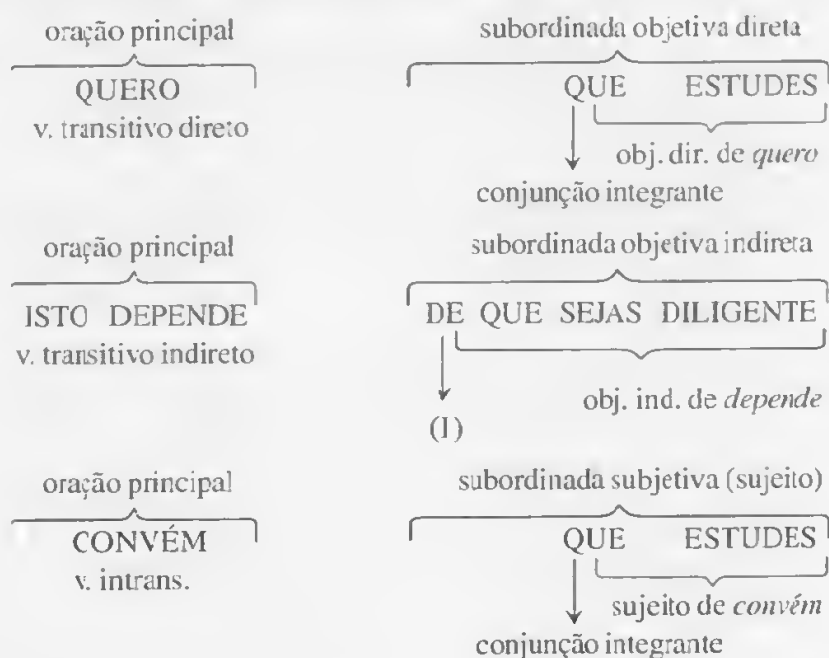 oração principal subordinada objetiva direta
QUERO QUE ESTUDES
v. transitivo direto
obj. dir. de quero
conjunção integrante
oração principal subordinada objetiva indireta
ISTO DEPENDE DE QUE SEJAS DILIGENTE
v. transitivo indireto
obj. ind. de depende
(1)
oração principal subordinada subjetiva (sujeito)
CONVÉM QUE ESTUDES
v. intrans.
sujeito de convém
conjunção integrante